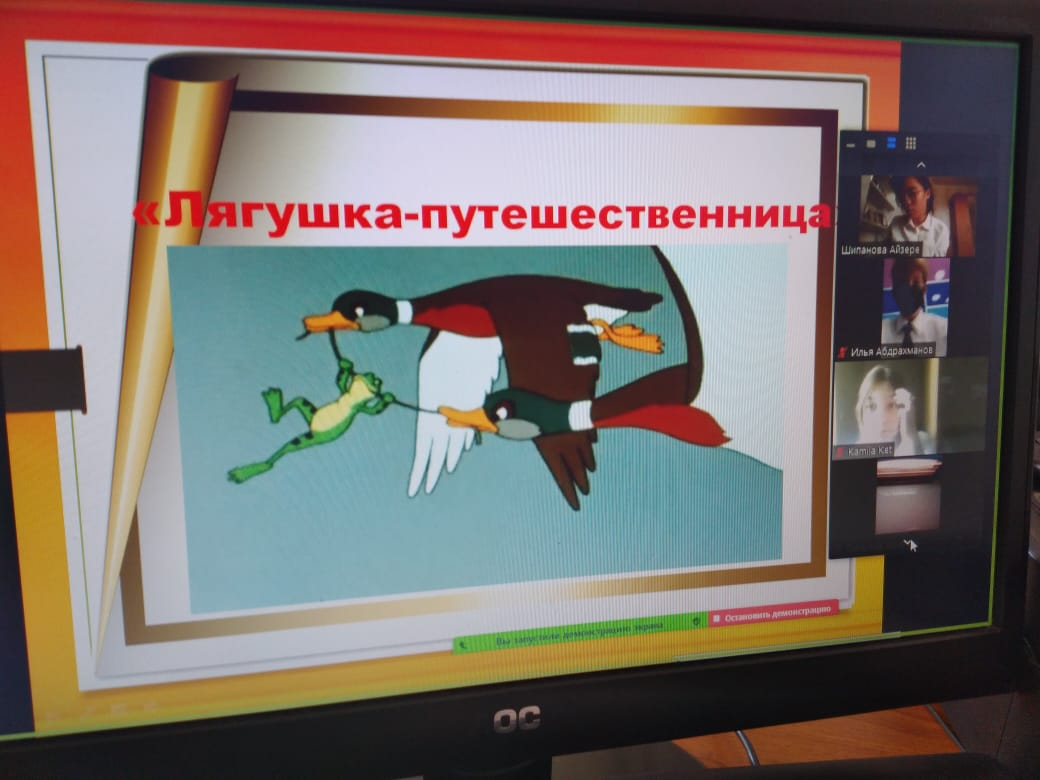 «Лягушка-путешественница
Шипанова Айзере
Илья Абдрахманов
Kamila Ket
Вы запустили демонстрацию экрана
Остановить демонстрацию
OC